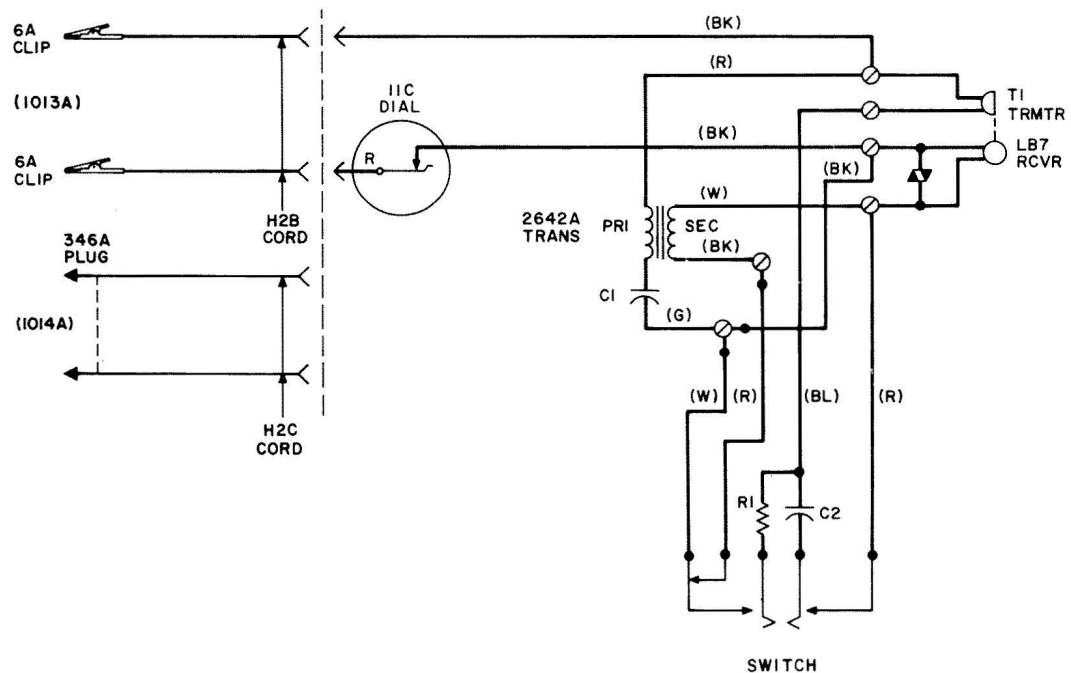 6A
CLIP
(1013A)
6A
CLIP
346A
PLUG
(1014A)
H2B
CORD
H2C
CORD
11C
DIAL
R
(BK)
(R)
T1
TRMTR
(BK)
LB7
RCVR
(BK)
(W)
2642A
TRANS
PRI
SEC
(BK)
C1
(G)
(W)
(R)
(BL)
(R)
R1
C2
SWITCH